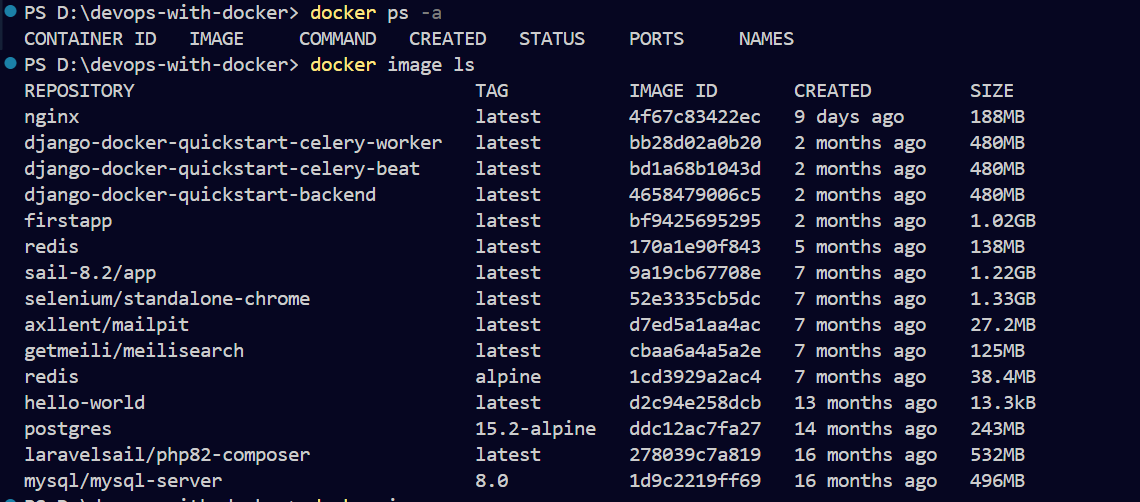 PS D:\devops-with-docker> docker ps -a
CONTAINER ID IMAGE COMMAND CREATED STATUS PORTS NAMES
PS D:\devops-with-docker> docker image ls
REPOSITORY TAG IMAGE ID CREATED SIZE
nginx latest 4f67c83422ec 9 days ago 188MB
django-docker-quickstart-celery-worker latest bb28d02a0b20 2 months ago 480MB
django-docker-quickstart-celery-beat latest bd1a68b1043d 2 months ago 480MB
django-docker-quickstart-backend latest 4658479006c5 2 months ago 480MB
firstapp latest bf9425695295 2 months ago 1.02GB
redis latest 170a1e90f843 5 months ago 138MB
sail-8.2/app latest 9a19cb67708e 7 months ago 1.22GB
selenium/standalone-chrome latest 52e3335cb5dc 7 months ago 1.33GB
axllent/mailpit latest d7ed5a1aa4ac 7 months ago 27.2MB
getmeili/meilisearch latest cbaa6a4a5a2e 7 months ago 125MB
redis alpine 1cd3929a2ac4 7 months ago 38.4MB
hello-world latest d2c94e258dcb 13 months ago 13.3kB
postgres 15.2-alpine ddc12ac7fa27 14 months ago 243MB
laravelsail/php82-composer latest 278039c7a819 16 months ago 532MB
mysql/mysql-server 8.0 1d9c2219ff69 16 months ago 496MB